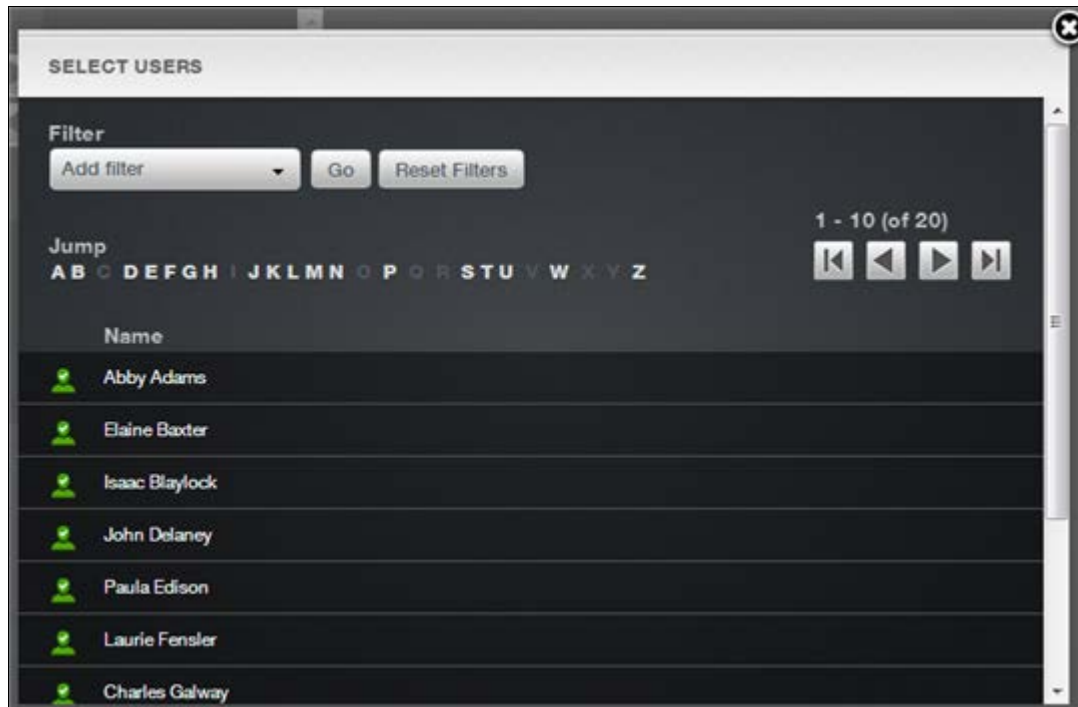 SELECT USERS
Filter
Add filter Go Reset Filters
1 - 10 (of 20)
Jump
A B C D E F G H I J K L M N O P Q R S T U V W X Y Z
Name
Abby Adams
Elaine Baxter
Isaac Blaylock
John Delaney
Paula Edison
Laurie Fensler
Charles Galway